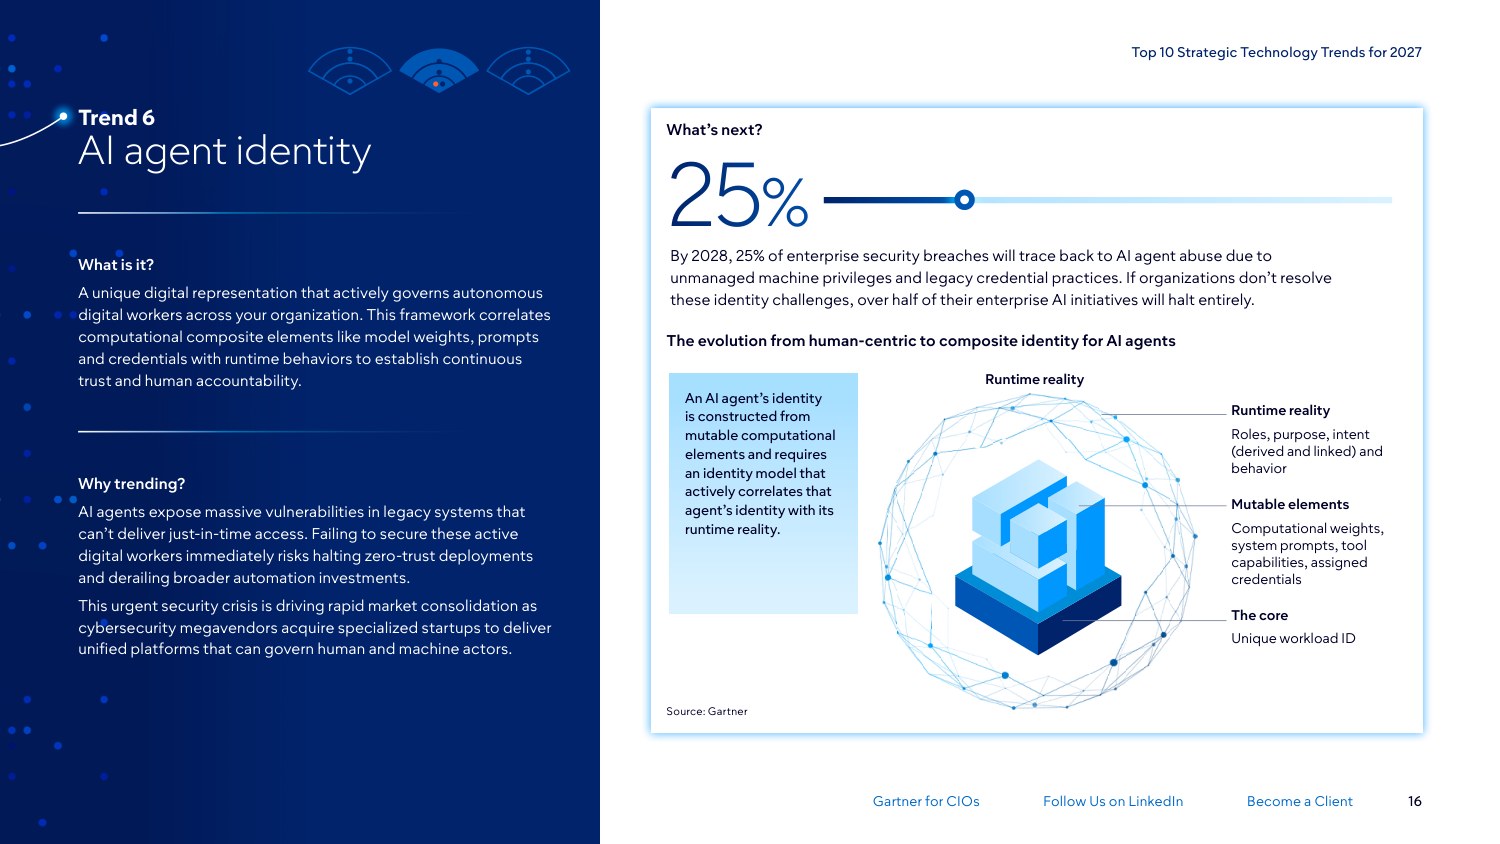 Trend 6
AI agent identity
What is it?
A unique digital representation that actively governs autonomous
digital workers across your organization. This framework correlates
computational composite elements like model weights, prompts
and credentials with runtime behaviors to establish continuous
trust and human accountability.
Why trending?
AI agents expose massive vulnerabilities in legacy systems that
can’t deliver just-in-time access. Failing to secure these active
digital workers immediately risks halting zero-trust deployments
and derailing broader automation investments.
This urgent security crisis is driving rapid market consolidation as
cybersecurity megavendors acquire specialized startups to deliver
unified platforms that can govern human and machine actors.
Top 10 Strategic Technology Trends for 2027
What’s next?
25%
By 2028, 25% of enterprise security breaches will trace back to AI agent abuse due to
unmanaged machine privileges and legacy credential practices. If organizations don’t resolve
these identity challenges, over half of their enterprise AI initiatives will halt entirely.
The evolution from human-centric to composite identity for AI agents
An AI agent’s identity
is constructed from
mutable computational
elements and requires
an identity model that
actively correlates that
agent’s identity with its
runtime reality.
Runtime reality
Runtime reality
Roles, purpose, intent
(derived and linked) and
behavior
Mutable elements
Computational weights,
system prompts, tool
capabilities, assigned
credentials
The core
Unique workload ID
Source: Gartner
Gartner for CIOs
Follow Us on LinkedIn
Become a Client
16